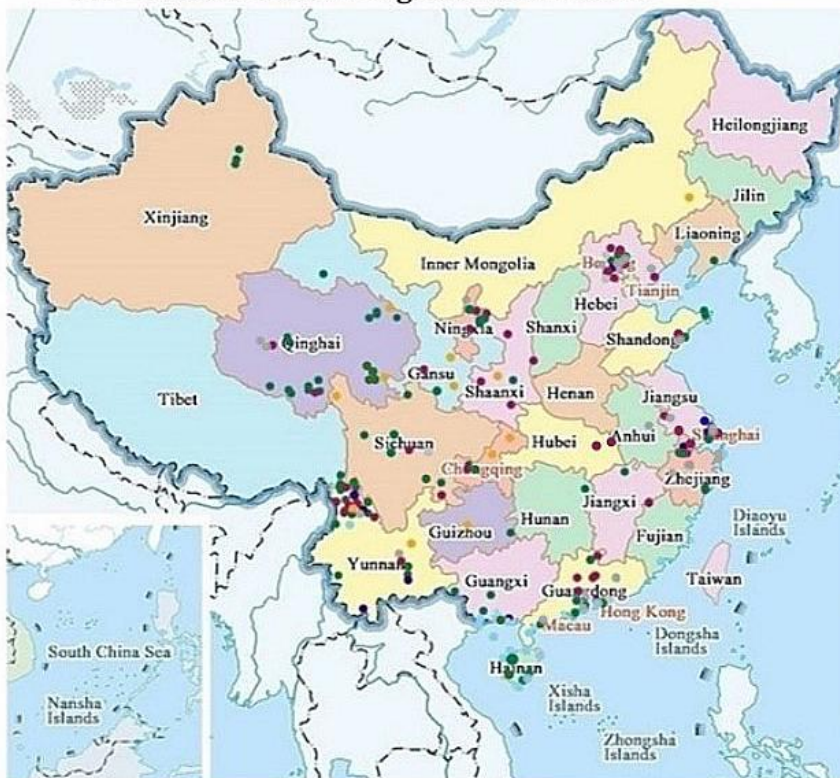 Heilongjiang
Jilin
Xinjiang
Liaoning
Inner Mongolia
Tianjin
Hebei
Ningxia
Shanxi
Shandong
Qinghai
Gansu
Shaanxi
Henan
Tibet
Jiangsu
Sichuan
Hubei
Anhui
Shanghai
Chongqing
Zhejiang
Hunan
Jiangxi
Guizhou
Fujian
Diaoyu
Islands
Yunnan
Guangxi
Guangdong
Taiwan
Hong Kong
Macau
Dongsha
Islands
South China Sea
Hainan
Nansha
Islands
Xisha
Islands
Zhongsha
Islands